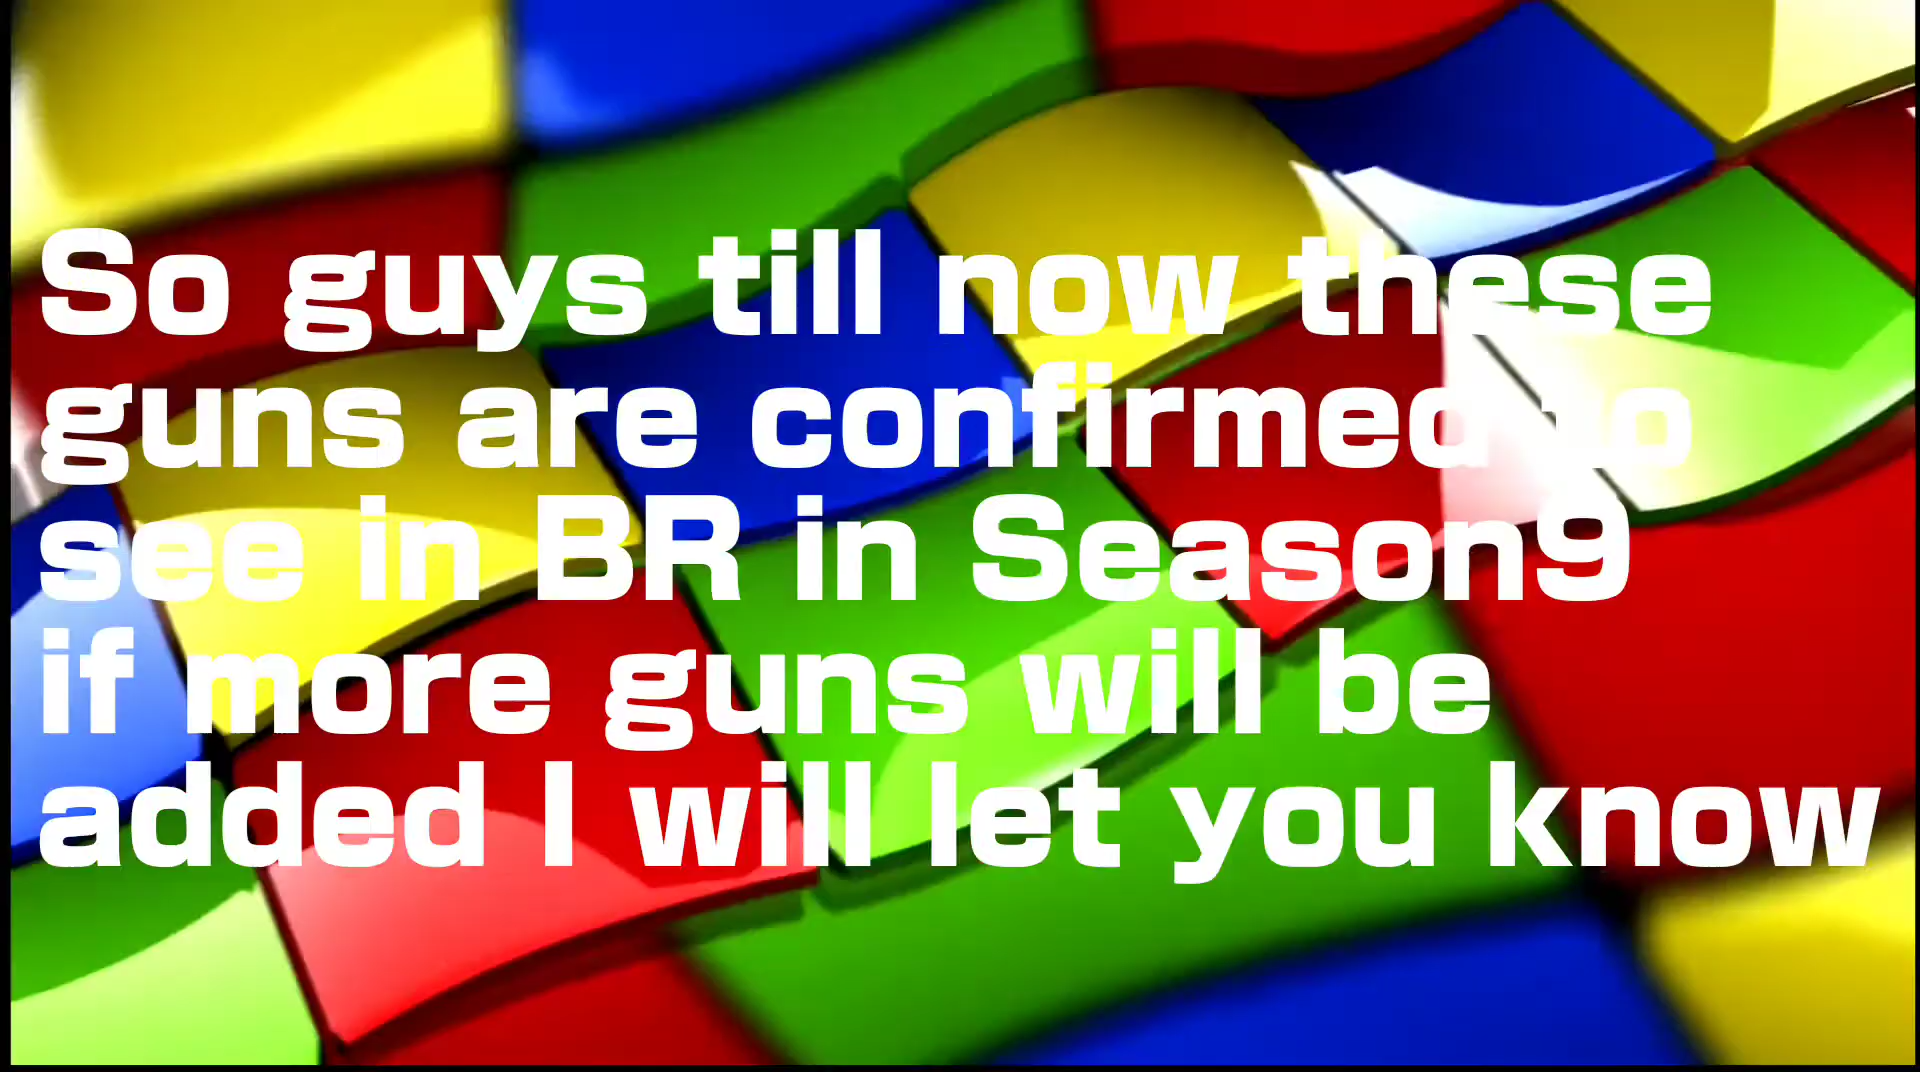 So guys till now these
guns are confirmed to
see in BR in Season9
if more guns will be
added I will let you know